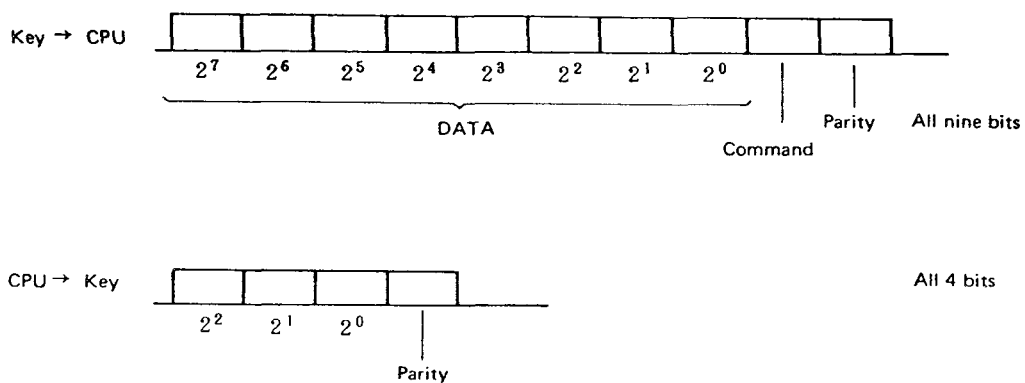 Key → CPU
2⁷ 2⁶ 2⁵ 2⁴ 2³ 2² 2¹ 2⁰
DATA
Command
Parity
All nine bits
CPU → Key
2² 2¹ 2⁰
Parity
All 4 bits